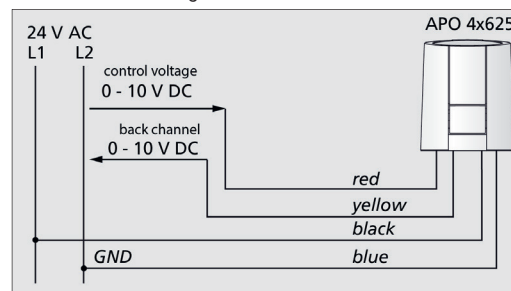 24 V AC
L1 L2
APO 4x625
control voltage
0 - 10 V DC
back channel
0 - 10 V DC
red
yellow
black
GND
blue